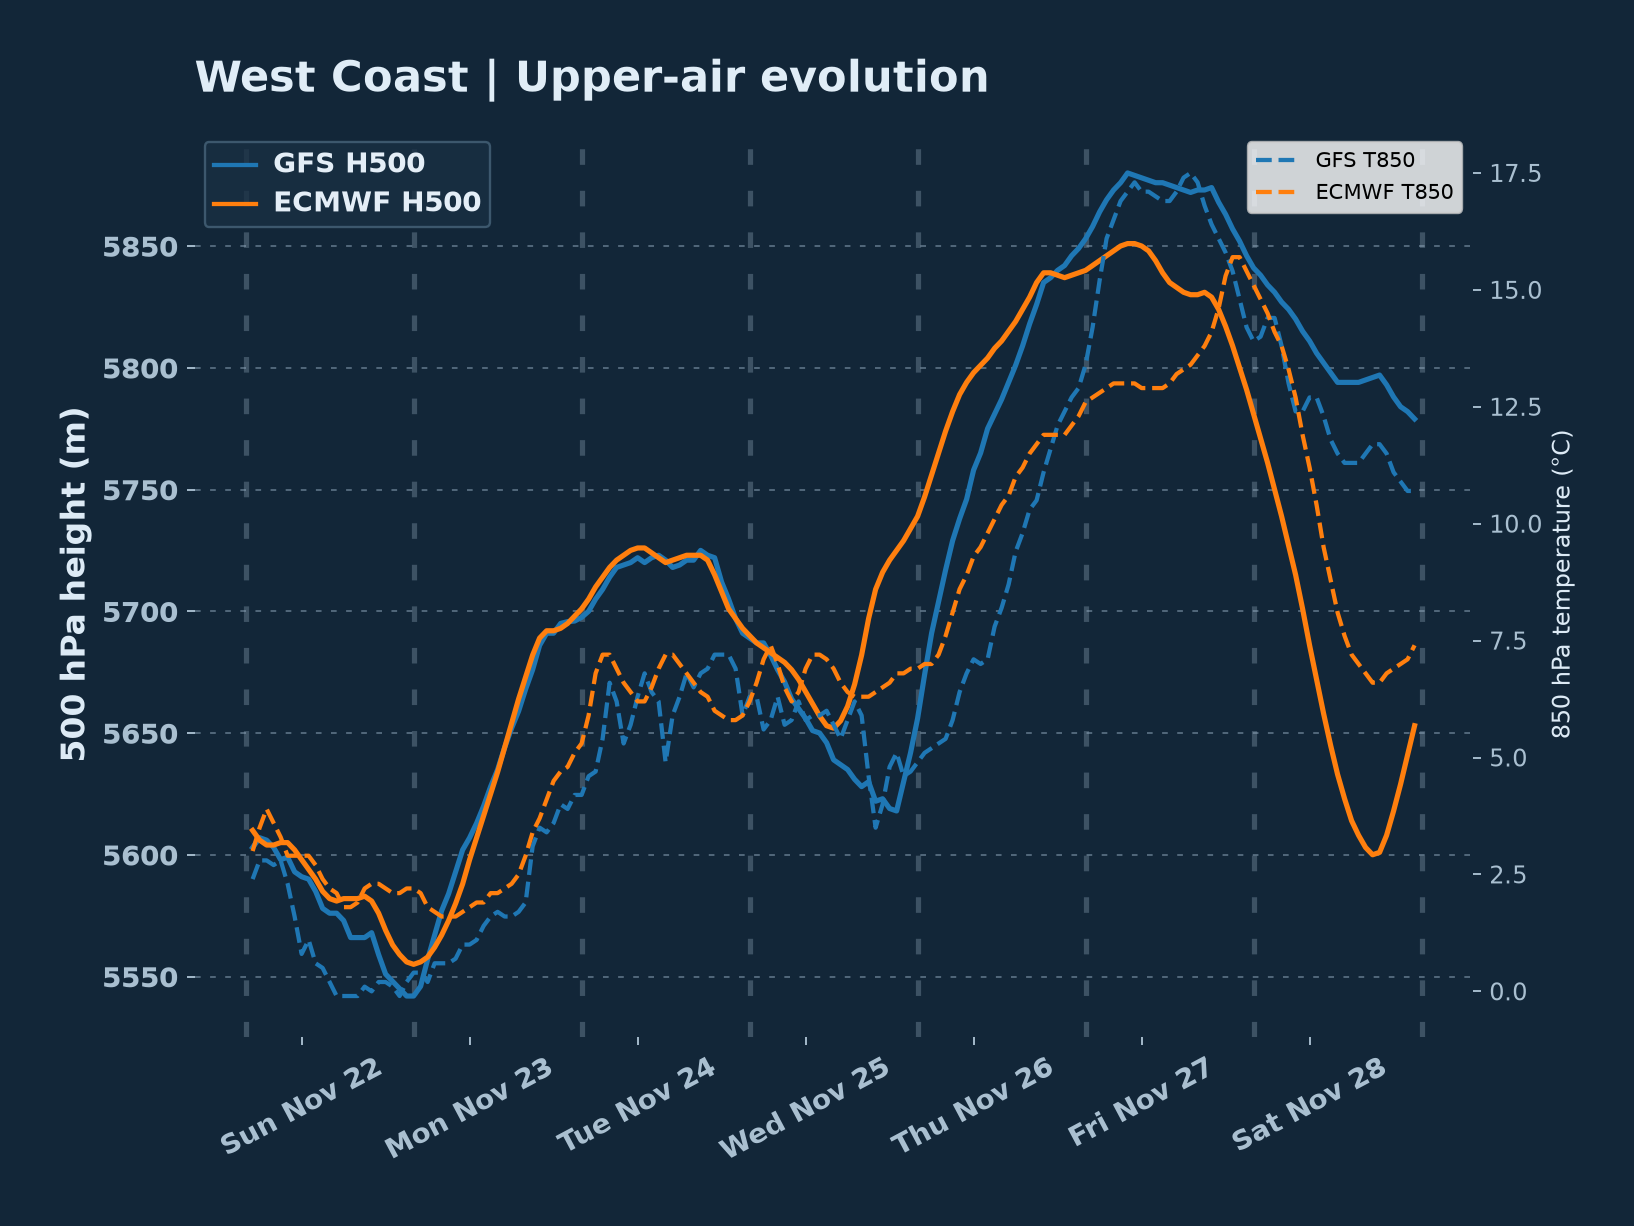 West Coast | Upper-air evolution
GFS H500
ECMWF H500
GFS T850
ECMWF T850
500 hPa height (m)
5850
5800
5750
5700
5650
5600
5550
17.5
15.0
12.5
10.0
7.5
5.0
2.5
0.0
850 hPa temperature (°C)
Sun Nov 22
Mon Nov 23
Tue Nov 24
Wed Nov 25
Thu Nov 26
Fri Nov 27
Sat Nov 28